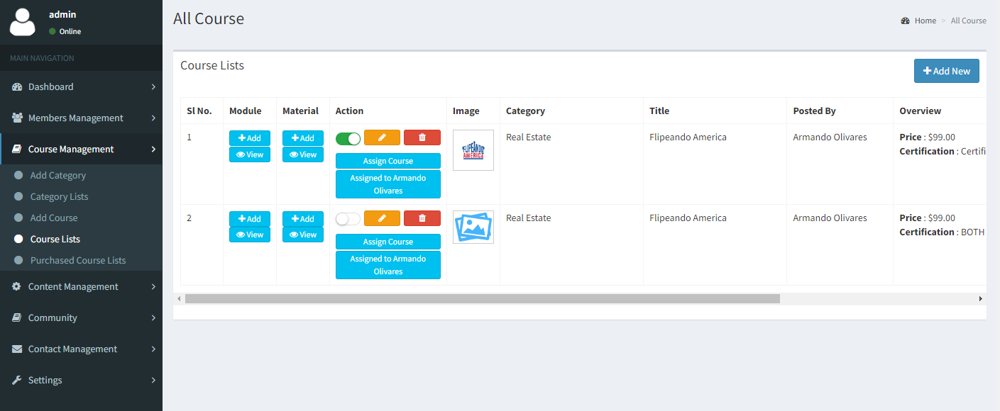 admin
Online
MAIN NAVIGATION
Dashboard
Members Management
Course Management
Add Category
Category Lists
Add Course
Course Lists
Purchased Course Lists
Content Management
Community
Contact Management
Settings
All Course
Home > All Course
Course Lists
Add New
Sl No. Module Material Action Image Category Title Posted By Overview
1 Add Add FLIPEANDO Real Estate Flipeando America Armando Olivares Price : $99.00
View View AMERICA Certification : Certifi
Assign Course
Assigned to Armando
Olivares
2 Add Add Real Estate Flipeando America Armando Olivares Price : $99.00
View View Certification : BOTH
Assign Course
Assigned to Armando
Olivares